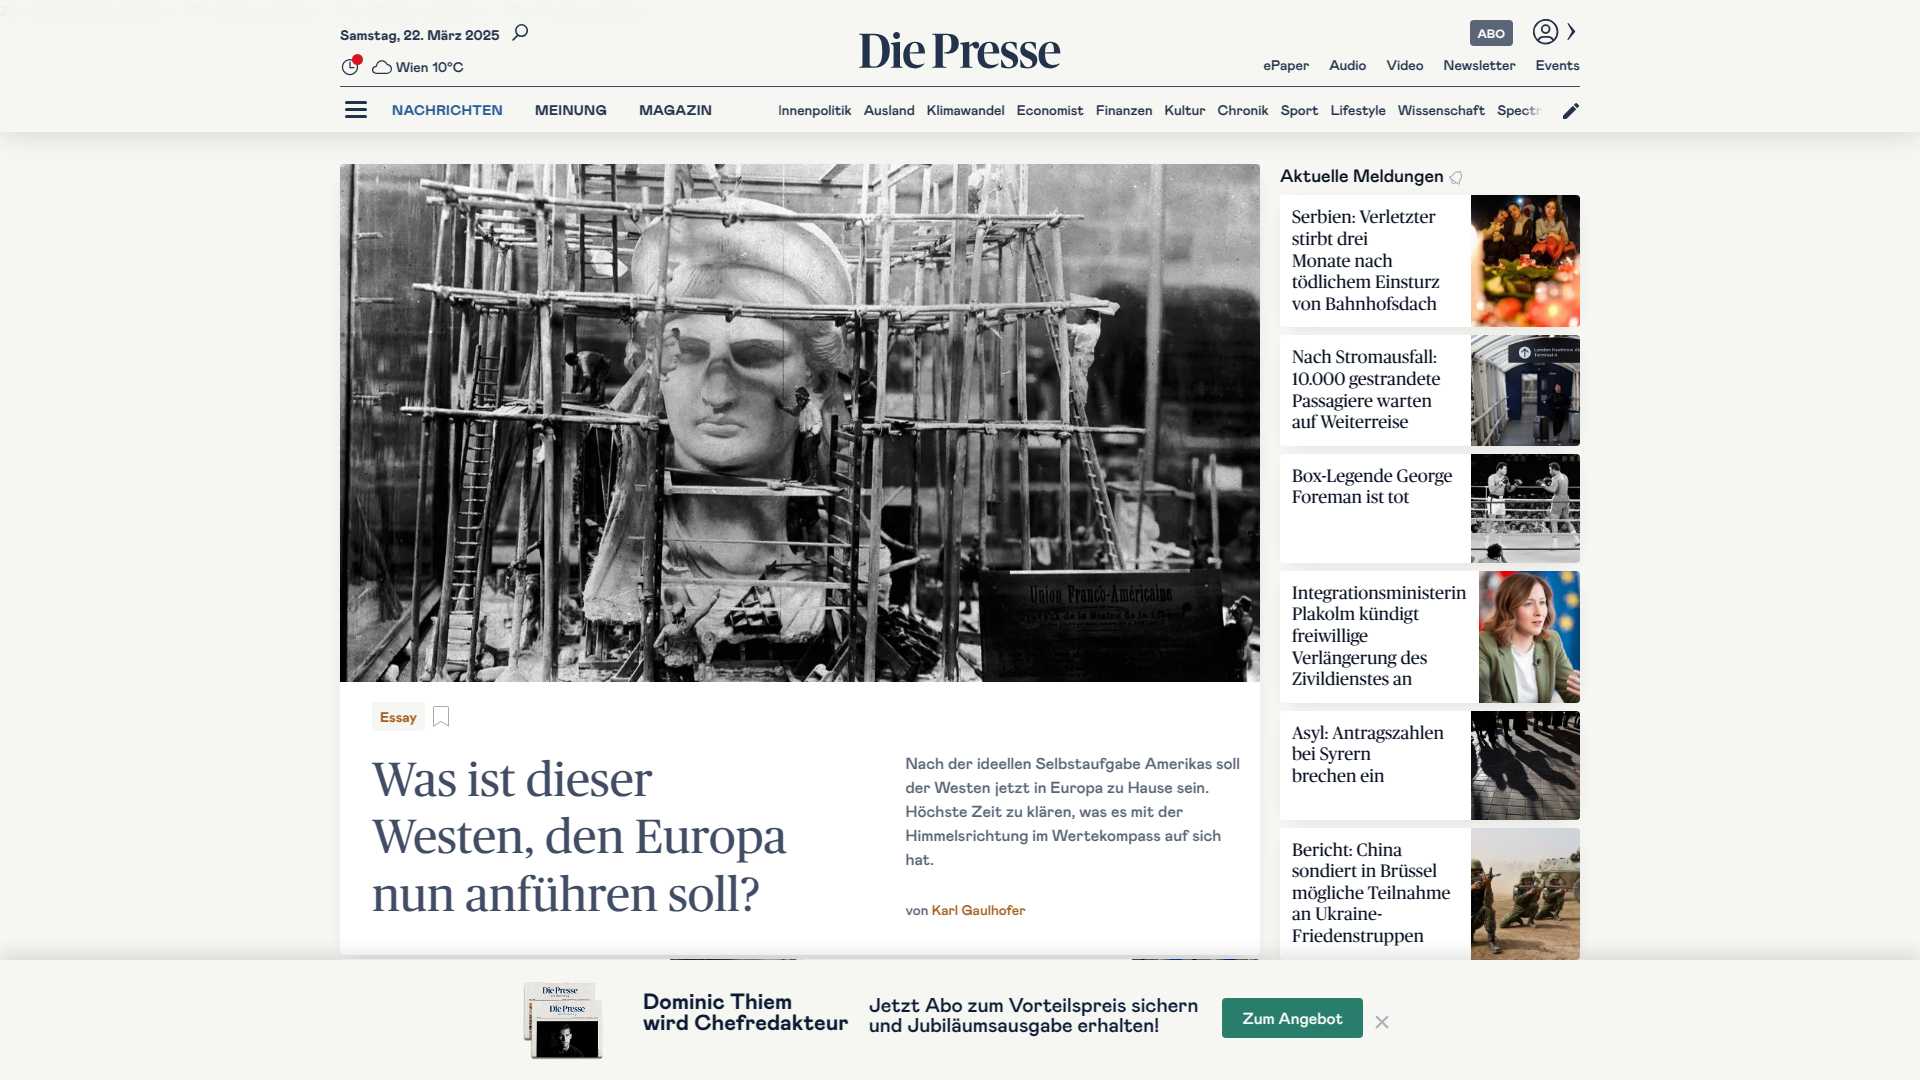 Samstag, 22. März 2025
Wien 10°C
Die Presse
ABO
ePaper Audio Video Newsletter Events
NACHRICHTEN MEINUNG MAGAZIN
Innenpolitik Ausland Klimawandel Economist Finanzen Kultur Chronik Sport Lifestyle Wissenschaft Spectr
Union Franco-Américaine
Essay
Was ist dieser
Westen, den Europa
nun anführen soll?
Nach der ideellen Selbstaufgabe Amerikas soll
der Westen jetzt in Europa zu Hause sein.
Höchste Zeit zu klären, was es mit der
Himmelsrichtung im Wertekompass auf sich
hat.
von Karl Gaulhofer
Aktuelle Meldungen
Serbien: Verletzter
stirbt drei
Monate nach
tödlichem Einsturz
von Bahnhofsdach
Nach Stromausfall:
10.000 gestrandete
Passagiere warten
auf Weiterreise
Box-Legende George
Foreman ist tot
Integrationsministerin
Plakolm kündigt
freiwillige
Verlängerung des
Zivildienstes an
Asyl: Antragszahlen
bei Syrern
brechen ein
Bericht: China
sondiert in Brüssel
mögliche Teilnahme
an Ukraine-
Friedenstruppen
Die Presse
Die Presse
Dominic Thiem
wird Chefredakteur
Jetzt Abo zum Vorteilspreis sichern
und Jubiläumsausgabe erhalten!
Zum Angebot